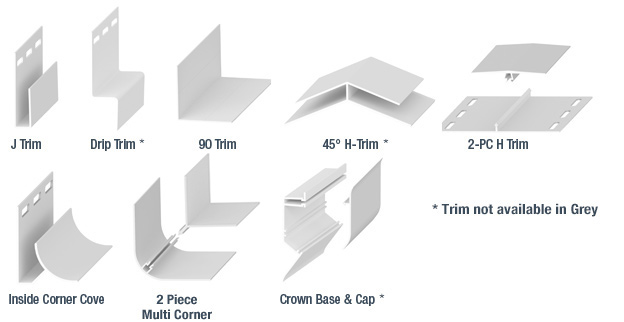 J Trim
Drip Trim *
90 Trim
45° H-Trim *
2-PC H Trim
Inside Corner Cove
2 Piece
Multi Corner
Crown Base & Cap *
* Trim not available in Grey